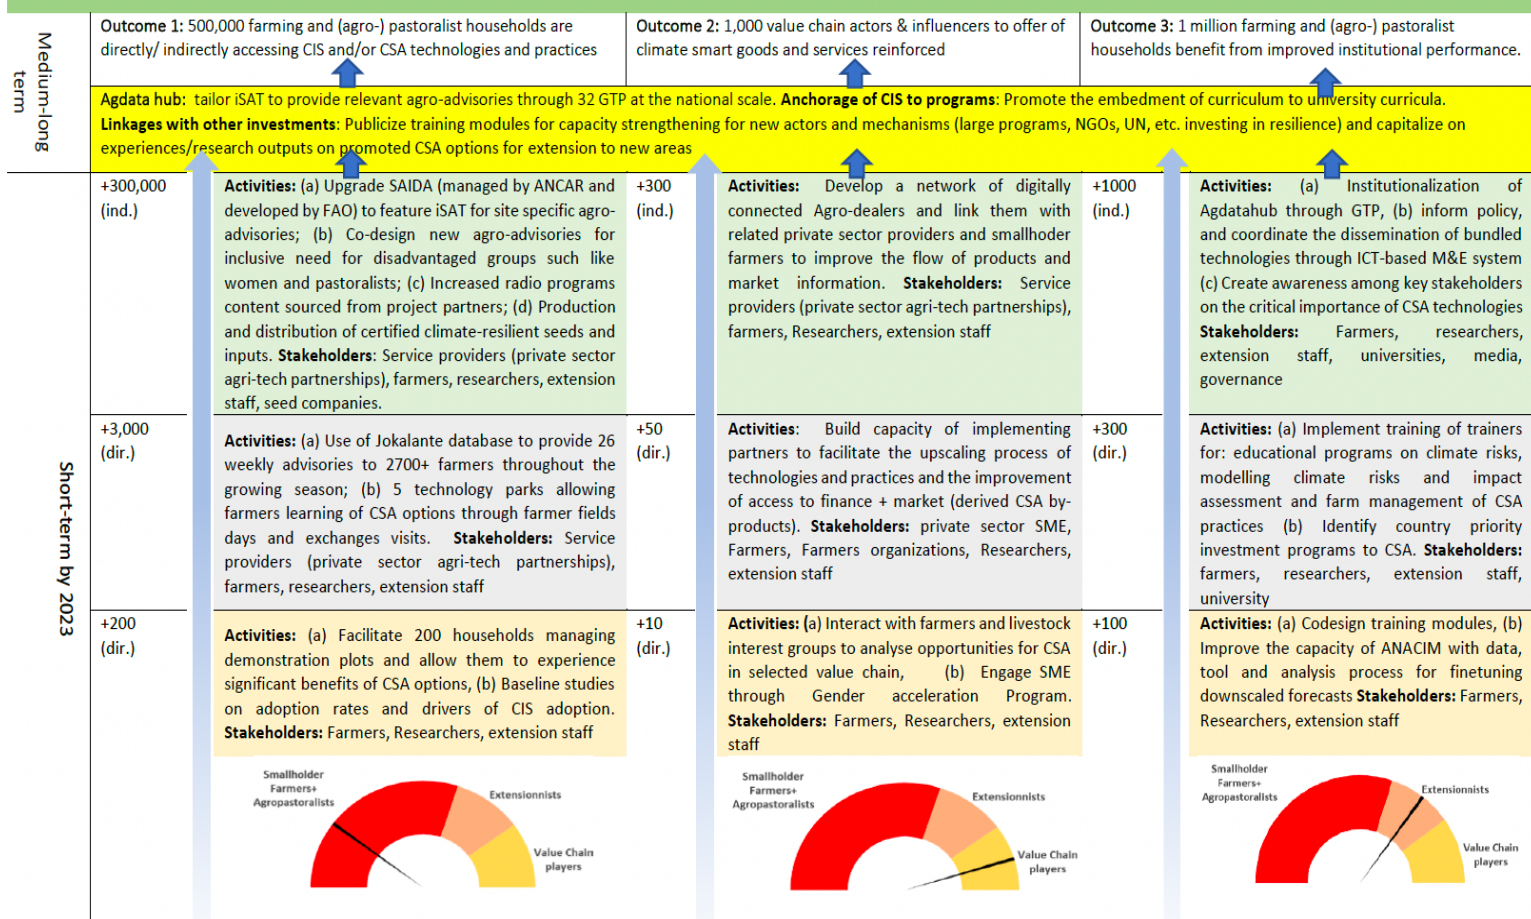 Medium-long
term
Outcome 1: 500,000 farming and (agro-) pastoralist households are
directly/ indirectly accessing CIS and/or CSA technologies and practices
Outcome 2: 1,000 value chain actors & influencers to offer of
climate smart goods and services reinforced
Outcome 3: 1 million farming and (agro-) pastoralist
households benefit from improved institutional performance.
Agdata hub: tailor iSAT to provide relevant agro-advisories through 32 GTP at the national scale. Anchorage of CIS to programs: Promote the embedment of curriculum to university curricula.
Linkages with other investments: Publicize training modules for capacity strengthening for new actors and mechanisms (large programs, NGOs, UN, etc. investing in resilience) and capitalize on
experiences/research outputs on promoted CSA options for extension to new areas
Short-term by 2023
+300,000
(ind.)
Activities: (a) Upgrade SAIDA (managed by ANCAR and
developed by FAO) to feature iSAT for site specific agro-
advisories; (b) Co-design new agro-advisories for
inclusive need for disadvantaged groups such like
women and pastoralists; (c) Increased radio programs
content sourced from project partners; (d) Production
and distribution of certified climate-resilient seeds and
inputs. Stakeholders: Service providers (private sector
agri-tech partnerships), farmers, researchers, extension
staff, seed companies.
+300
(ind.)
Activities: Develop a network of digitally
connected Agro-dealers and link them with
related private sector providers and smallhoder
farmers to improve the flow of products and
market information. Stakeholders: Service
providers (private sector agri-tech partnerships),
farmers, Researchers, extension staff
+1000
(ind.)
Activities: (a) Institutionalization of
Agdatahub through GTP, (b) inform policy,
and coordinate the dissemination of bundled
technologies through ICT-based M&E system
(c) Create awareness among key stakeholders
on the critical importance of CSA technologies
Stakeholders: Farmers, researchers,
extension staff, universities, media,
governance
+3,000
(dir.)
Activities: (a) Use of Jokalante database to provide 26
weekly advisories to 2700+ farmers throughout the
growing season; (b) 5 technology parks allowing
farmers learning of CSA options through farmer fields
days and exchanges visits. Stakeholders: Service
providers (private sector agri-tech partnerships),
farmers, researchers, extension staff
+50
(dir.)
Activities: Build capacity of implementing
partners to facilitate the upscaling process of
technologies and practices and the improvement
of access to finance + market (derived CSA by-
products). Stakeholders: private sector SME,
Farmers, Farmers organizations, Researchers,
extension staff
+300
(dir.)
Activities: (a) Implement training of trainers
for: educational programs on climate risks,
modelling climate risks and impact
assessment and farm management of CSA
practices (b) Identify country priority
investment programs to CSA. Stakeholders:
farmers, researchers, extension staff,
university
+200
(dir.)
Activities: (a) Facilitate 200 households managing
demonstration plots and allow them to experience
significant benefits of CSA options, (b) Baseline studies
on adoption rates and drivers of CIS adoption.
Stakeholders: Farmers, Researchers, extension staff
+10
(dir.)
Activities: (a) Interact with farmers and livestock
interest groups to analyse opportunities for CSA
in selected value chain, (b) Engage SME
through Gender acceleration Program.
Stakeholders: Farmers, Researchers, extension
staff
+100
(dir.)
Activities: (a) Codesign training modules, (b)
Improve the capacity of ANACIM with data,
tool and analysis process for finetuning
downscaled forecasts Stakeholders: Farmers,
Researchers, extension staff
Smallholder
Farmers+
Agropastoralists
Extensionnists
Value Chain
players
Smallholder
Farmers+
Agropastoralists
Extensionnists
Value Chain
players
Smallholder
Farmers+
Agropastoralists
Extensionnists
Value Chain
players